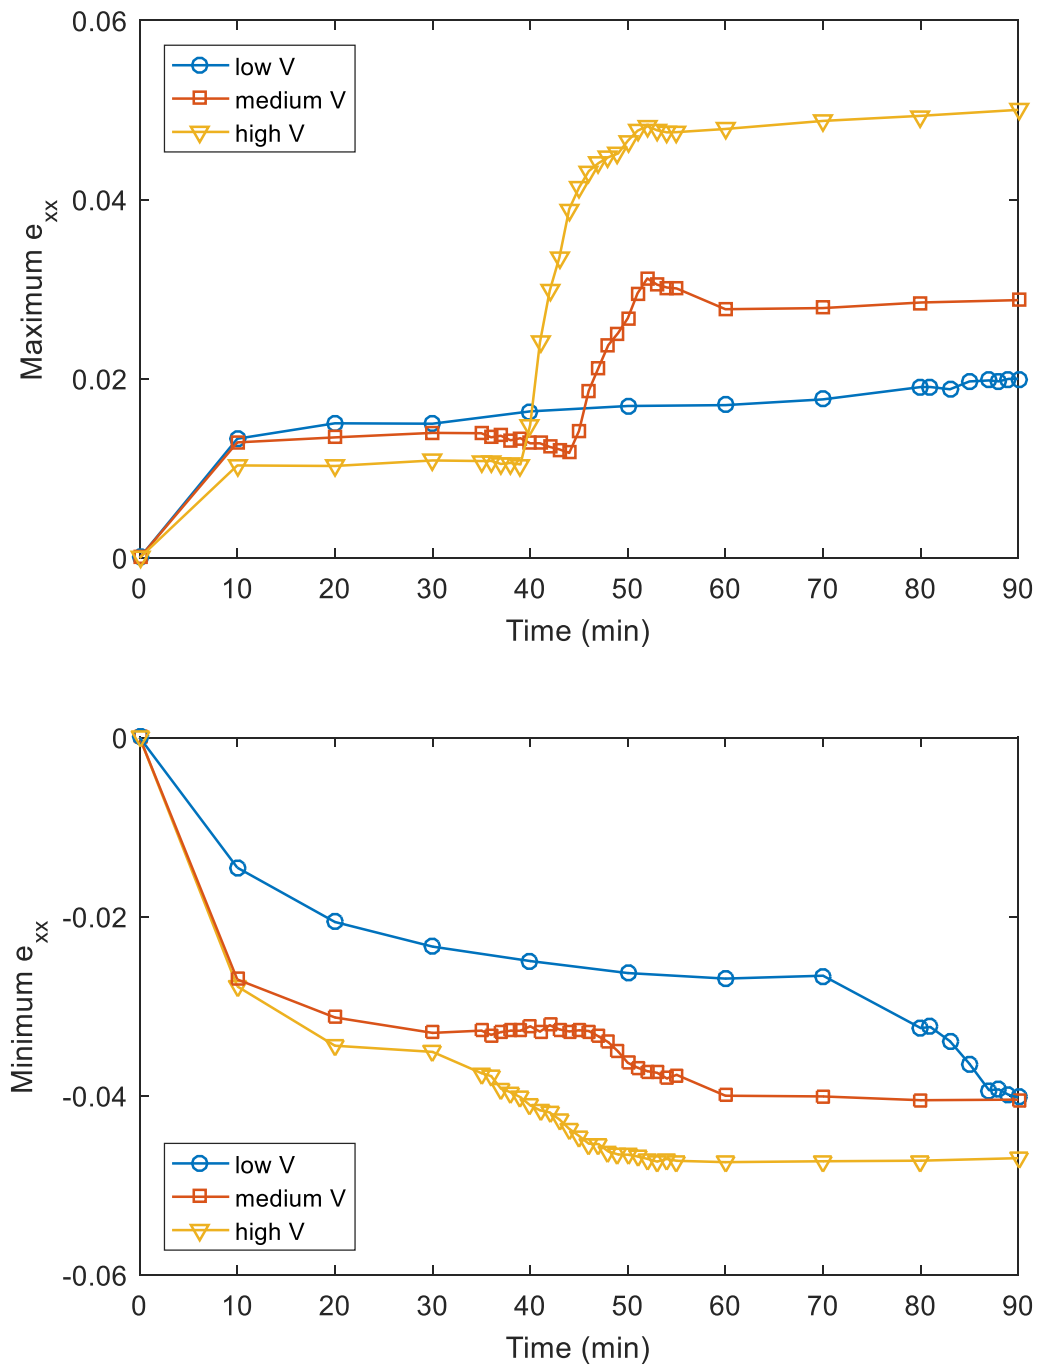 0.06
low V
medium V
high V
0.04
Maximum e_xx
0.02
0
0 10 20 30 40 50 60 70 80 90
Time (min)
0
-0.02
Minimum e_xx
-0.04
low V
medium V
high V
-0.06
0 10 20 30 40 50 60 70 80 90
Time (min)